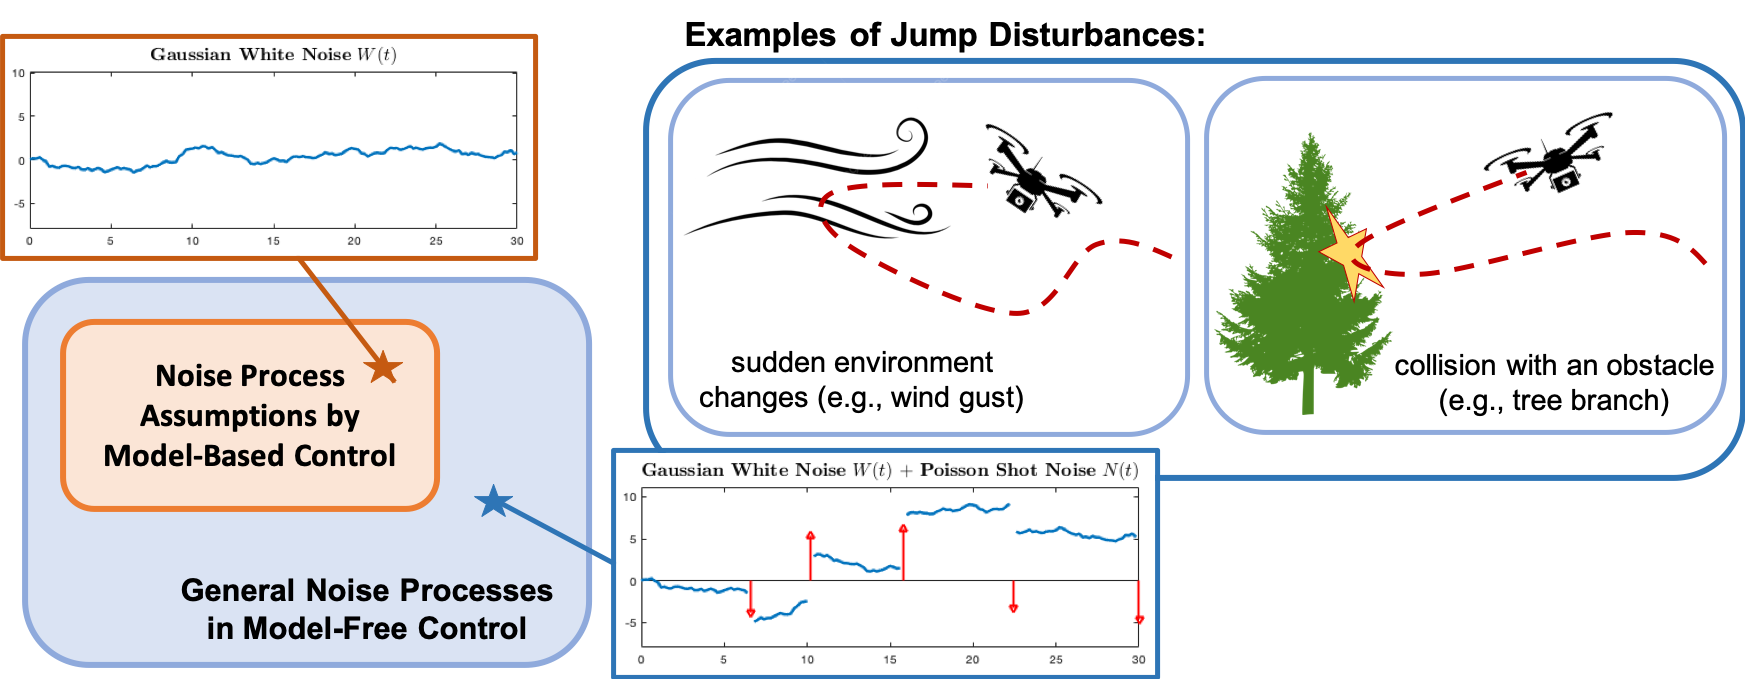 Examples of Jump Disturbances:
Gaussian White Noise W(t)
10
5
0
-5
0 5 10 15 20 25 30
Noise Process
Assumptions by
Model-Based Control
General Noise Processes
in Model-Free Control
sudden environment
changes (e.g., wind gust)
collision with an obstacle
(e.g., tree branch)
Gaussian White Noise W(t) + Poisson Shot Noise N(t)
10
5
0
-5
0 5 10 15 20 25 30